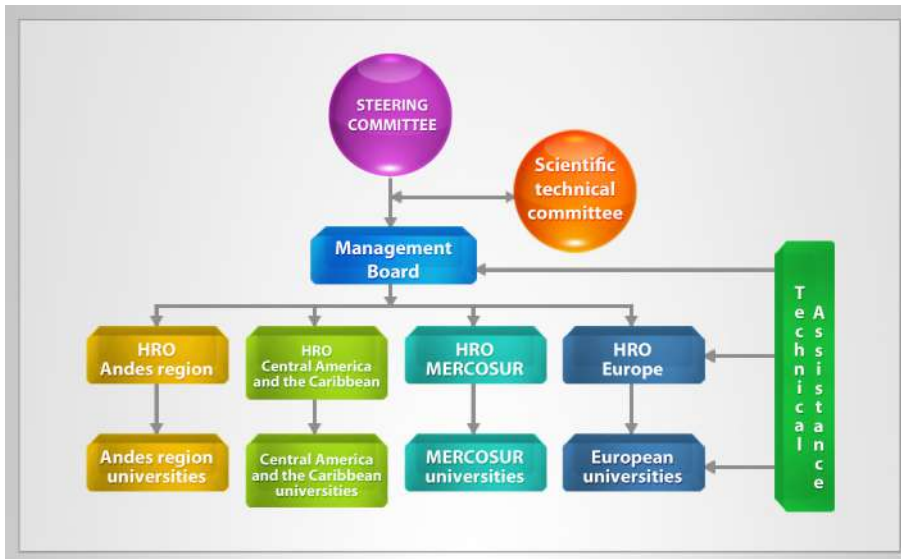 STEERING
COMMITTEE
Scientific
technical
committee
Management
Board
Technical
Assistance
HRO
Andes region
HRO
Central America
and the Caribbean
HRO
MERCOSUR
HRO
Europe
Andes region
universities
Central America
and the Caribbean
universities
MERCOSUR
universities
European
universities